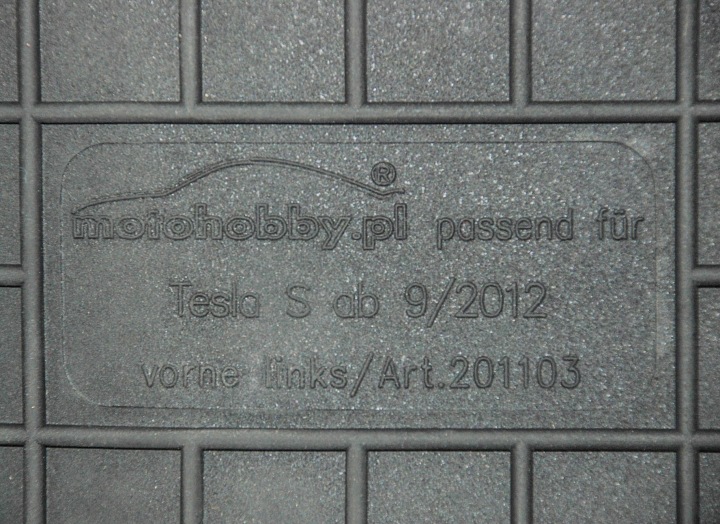 motohobby.pl ® passend für
Tesla S ab 9/2012
vorne links/Art.201103